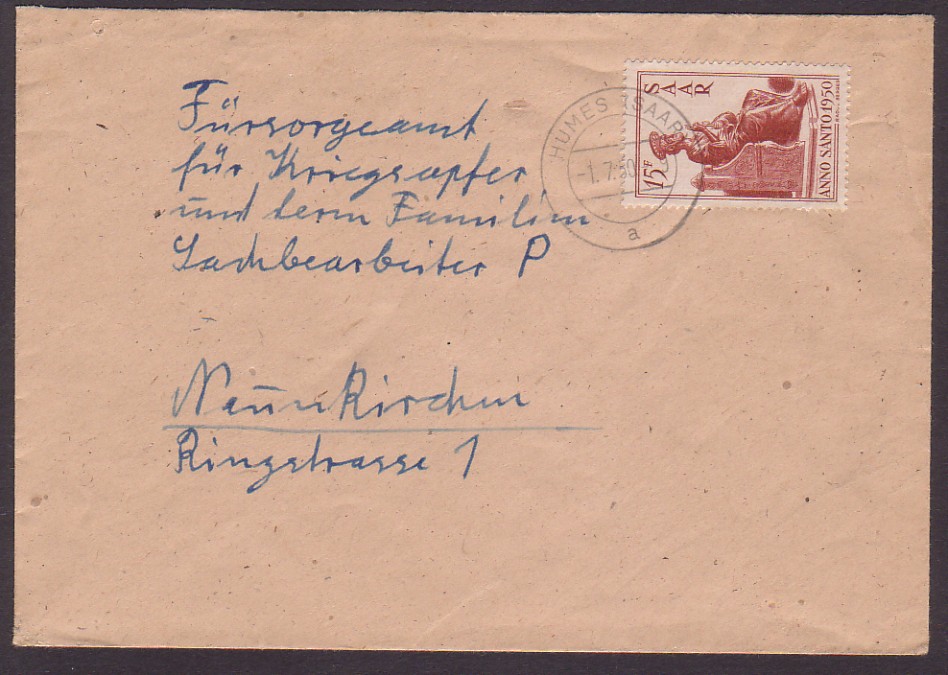 Fürsorgeamt
für Kriegsopfer
und deren Familien
Sachbearbeiter P
Neunkirchen
Ringstrasse 1
HUMES (SAAR)
-1.7.50
a
SAAR
15F
ANNO SANTO 1950